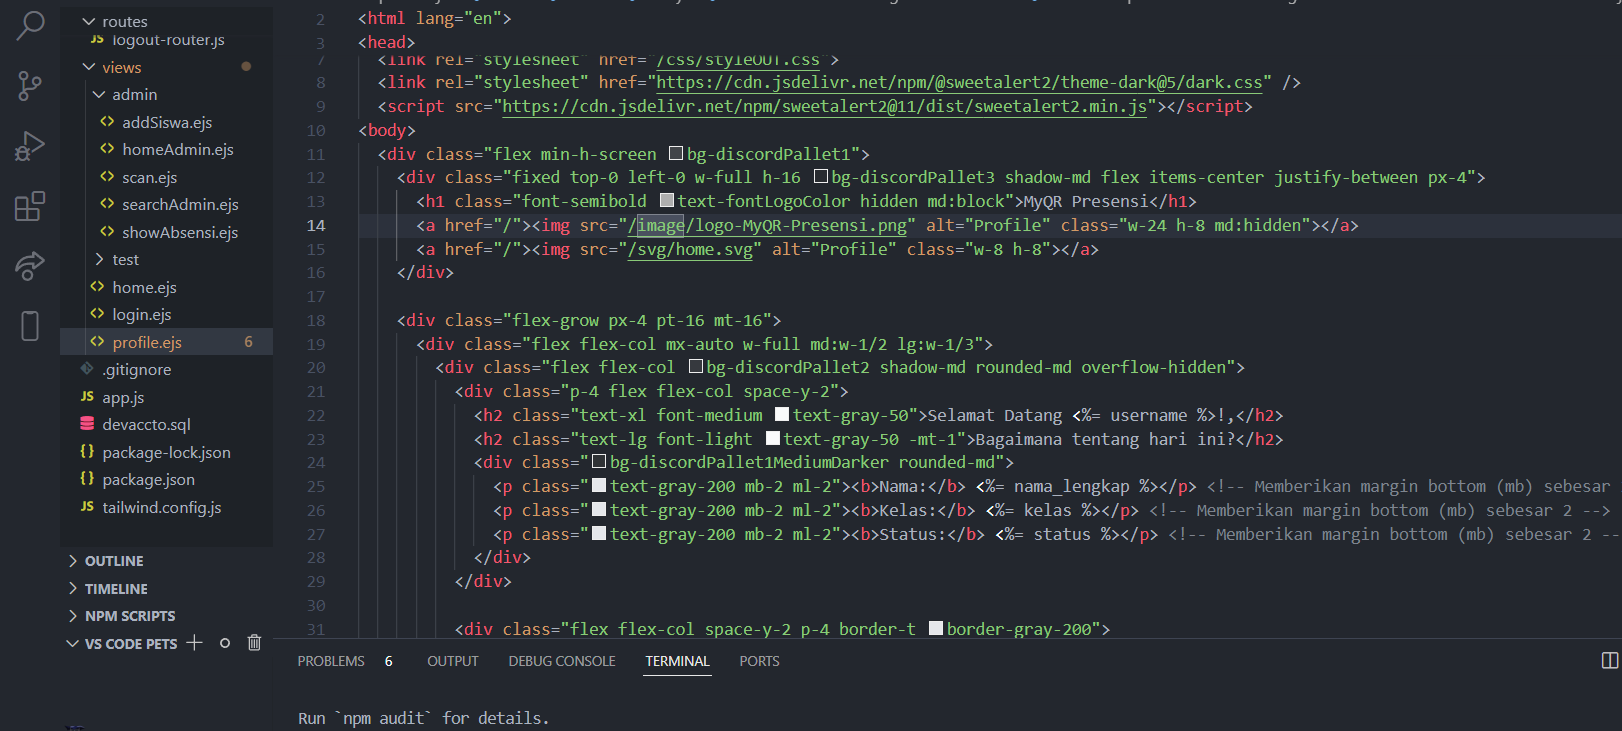 routes
logout-router.js
views
admin
addSiswa.ejs
homeAdmin.ejs
scan.ejs
searchAdmin.ejs
showAbsensi.ejs
test
home.ejs
login.ejs
profile.ejs 6
.gitignore
JS app.js
devaccto.sql
{} package-lock.json
{} package.json
JS tailwind.config.js
OUTLINE
TIMELINE
NPM SCRIPTS
VS CODE PETS
2 <html lang="en">
3 <head>
7 <link rel="stylesheet" href="/css/styleOUT.css">
8 <link rel="stylesheet" href="https://cdn.jsdelivr.net/npm/@sweetalert2/theme-dark@5/dark.css" />
9 <script src="https://cdn.jsdelivr.net/npm/sweetalert2@11/dist/sweetalert2.min.js"></script>
10 <body>
11 <div class="flex min-h-screen bg-discordPallet1">
12 <div class="fixed top-0 left-0 w-full h-16 bg-discordPallet3 shadow-md flex items-center justify-between px-4">
13 <h1 class="font-semibold text-fontLogoColor hidden md:block">MyQR Presensi</h1>
14 <a href="/"><img src="/image/logo-MyQR-Presensi.png" alt="Profile" class="w-24 h-8 md:hidden"></a>
15 <a href="/"><img src="/svg/home.svg" alt="Profile" class="w-8 h-8"></a>
16 </div>
17
18 <div class="flex-grow px-4 pt-16 mt-16">
19 <div class="flex flex-col mx-auto w-full md:w-1/2 lg:w-1/3">
20 <div class="flex flex-col bg-discordPallet2 shadow-md rounded-md overflow-hidden">
21 <div class="p-4 flex flex-col space-y-2">
22 <h2 class="text-xl font-medium text-gray-50">Selamat Datang <%= username %>!,</h2>
23 <h2 class="text-lg font-light text-gray-50 -mt-1">Bagaimana tentang hari ini?</h2>
24 <div class="bg-discordPallet1MediumDarker rounded-md">
25 <p class="text-gray-200 mb-2 ml-2"><b>Nama:</b> <%= nama_lengkap %></p> <!-- Memberikan margin bottom (mb) sebesar
26 <p class="text-gray-200 mb-2 ml-2"><b>Kelas:</b> <%= kelas %></p> <!-- Memberikan margin bottom (mb) sebesar 2 -->
27 <p class="text-gray-200 mb-2 ml-2"><b>Status:</b> <%= status %></p> <!-- Memberikan margin bottom (mb) sebesar 2 --
28 </div>
29 </div>
30
31 <div class="flex flex-col space-y-2 p-4 border-t border-gray-200">
PROBLEMS 6 OUTPUT DEBUG CONSOLE TERMINAL PORTS
Run `npm audit` for details.